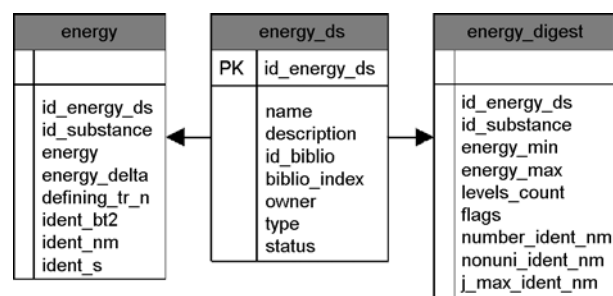 energy
id_energy_ds
id_substance
energy
energy_delta
defining_tr_n
ident_bt2
ident_nm
ident_s
energy_ds
PK id_energy_ds
name
description
id_biblio
biblio_index
owner
type
status
energy_digest
id_energy_ds
id_substance
energy_min
energy_max
levels_count
flags
number_ident_nm
nonuni_ident_nm
j_max_ident_nm